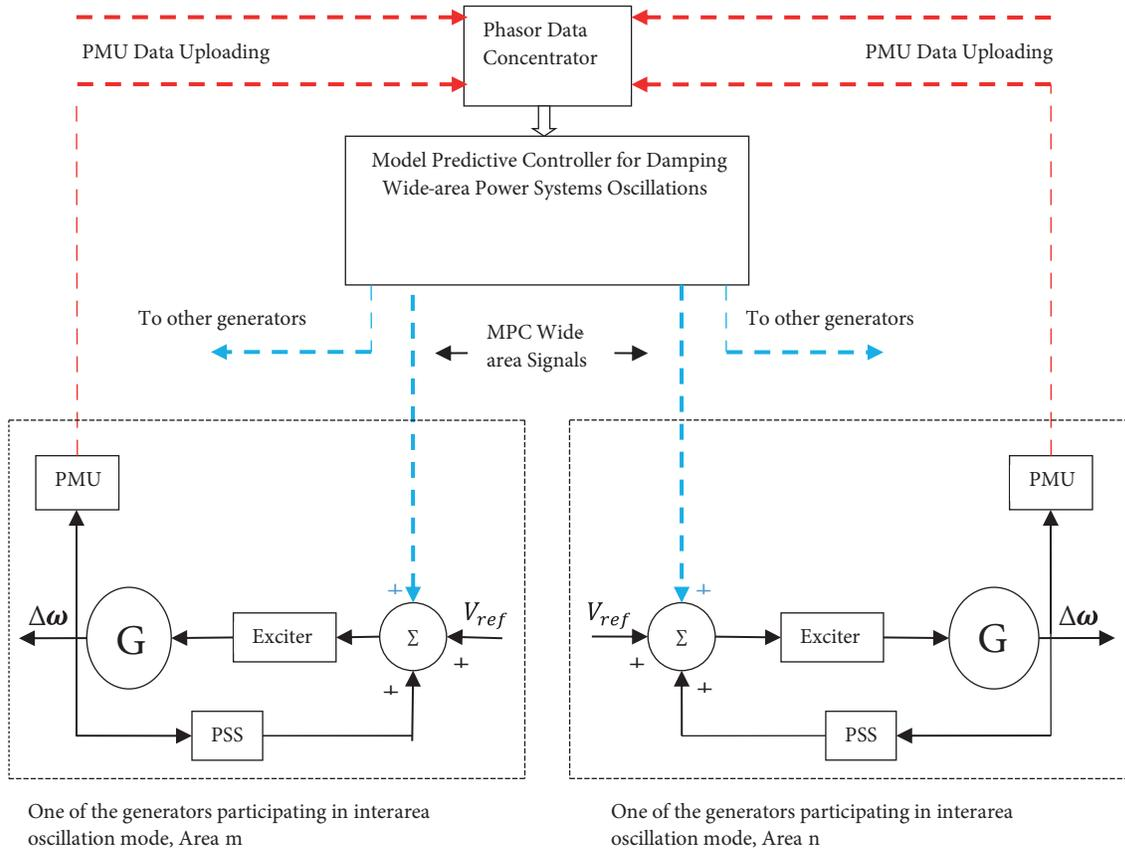 Phasor Data
Concentrator
PMU Data Uploading
PMU Data Uploading
Model Predictive Controller for Damping
Wide-area Power Systems Oscillations
To other generators
MPC Wide-
area Signals
To other generators
PMU
PMU
+
+
Δω
G
Exciter
Σ
V_ref
+
+
PSS
V_ref
Σ
Exciter
G
Δω
+
+
PSS
One of the generators participating in interarea
oscillation mode, Area m
One of the generators participating in interarea
oscillation mode, Area n